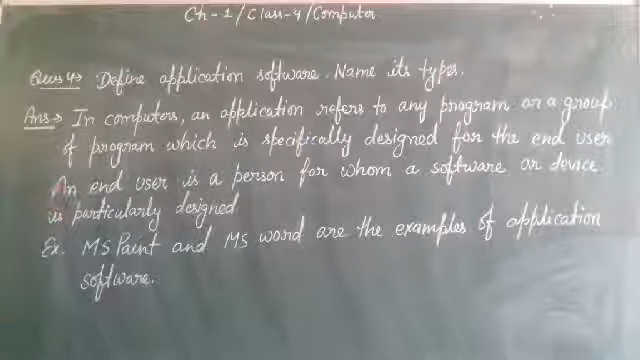 Ch-1/Class-4/Computer
Ques 4→ Define application software. Name its types.
Ans→ In computers, an application refers to any program or a group
of program which is specifically designed for the end user
An end user is a person for whom a software or device
is particularly designed.
Ex. MS Paint and MS word are the examples of application
software.